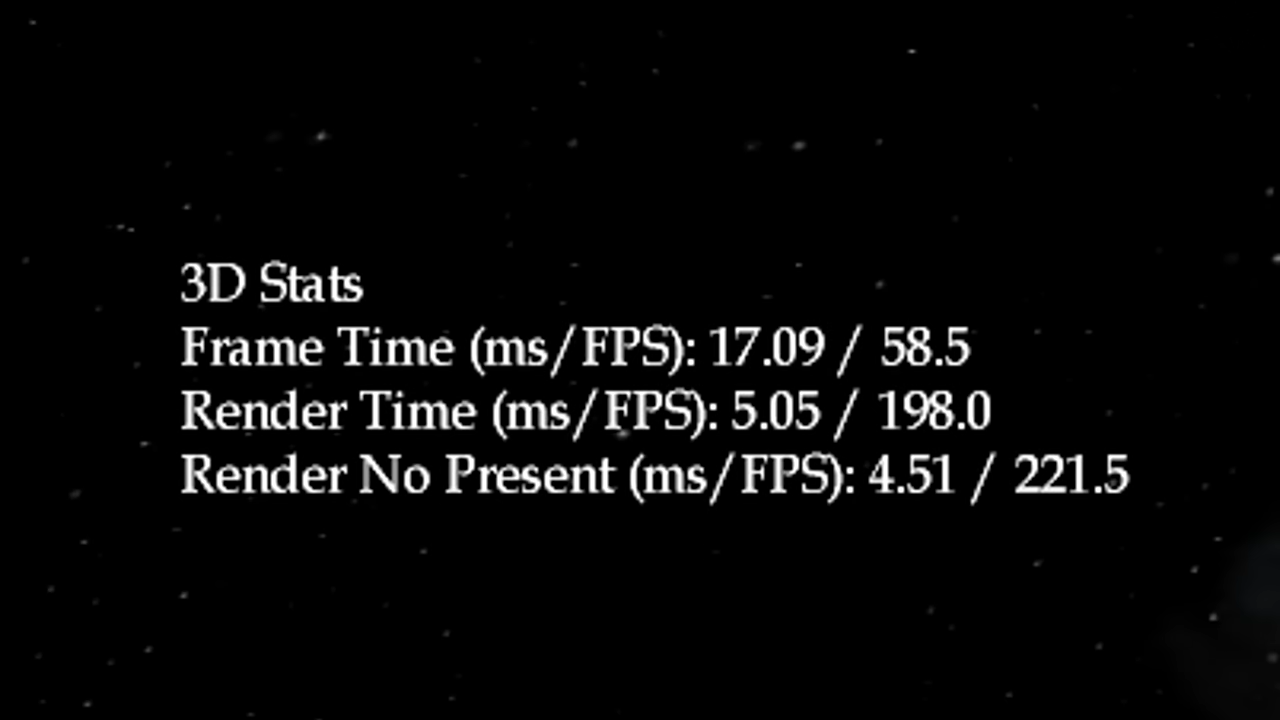 3D Stats
Frame Time (ms/FPS): 17.09 / 58.5
Render Time (ms/FPS): 5.05 / 198.0
Render No Present (ms/FPS): 4.51 / 221.5